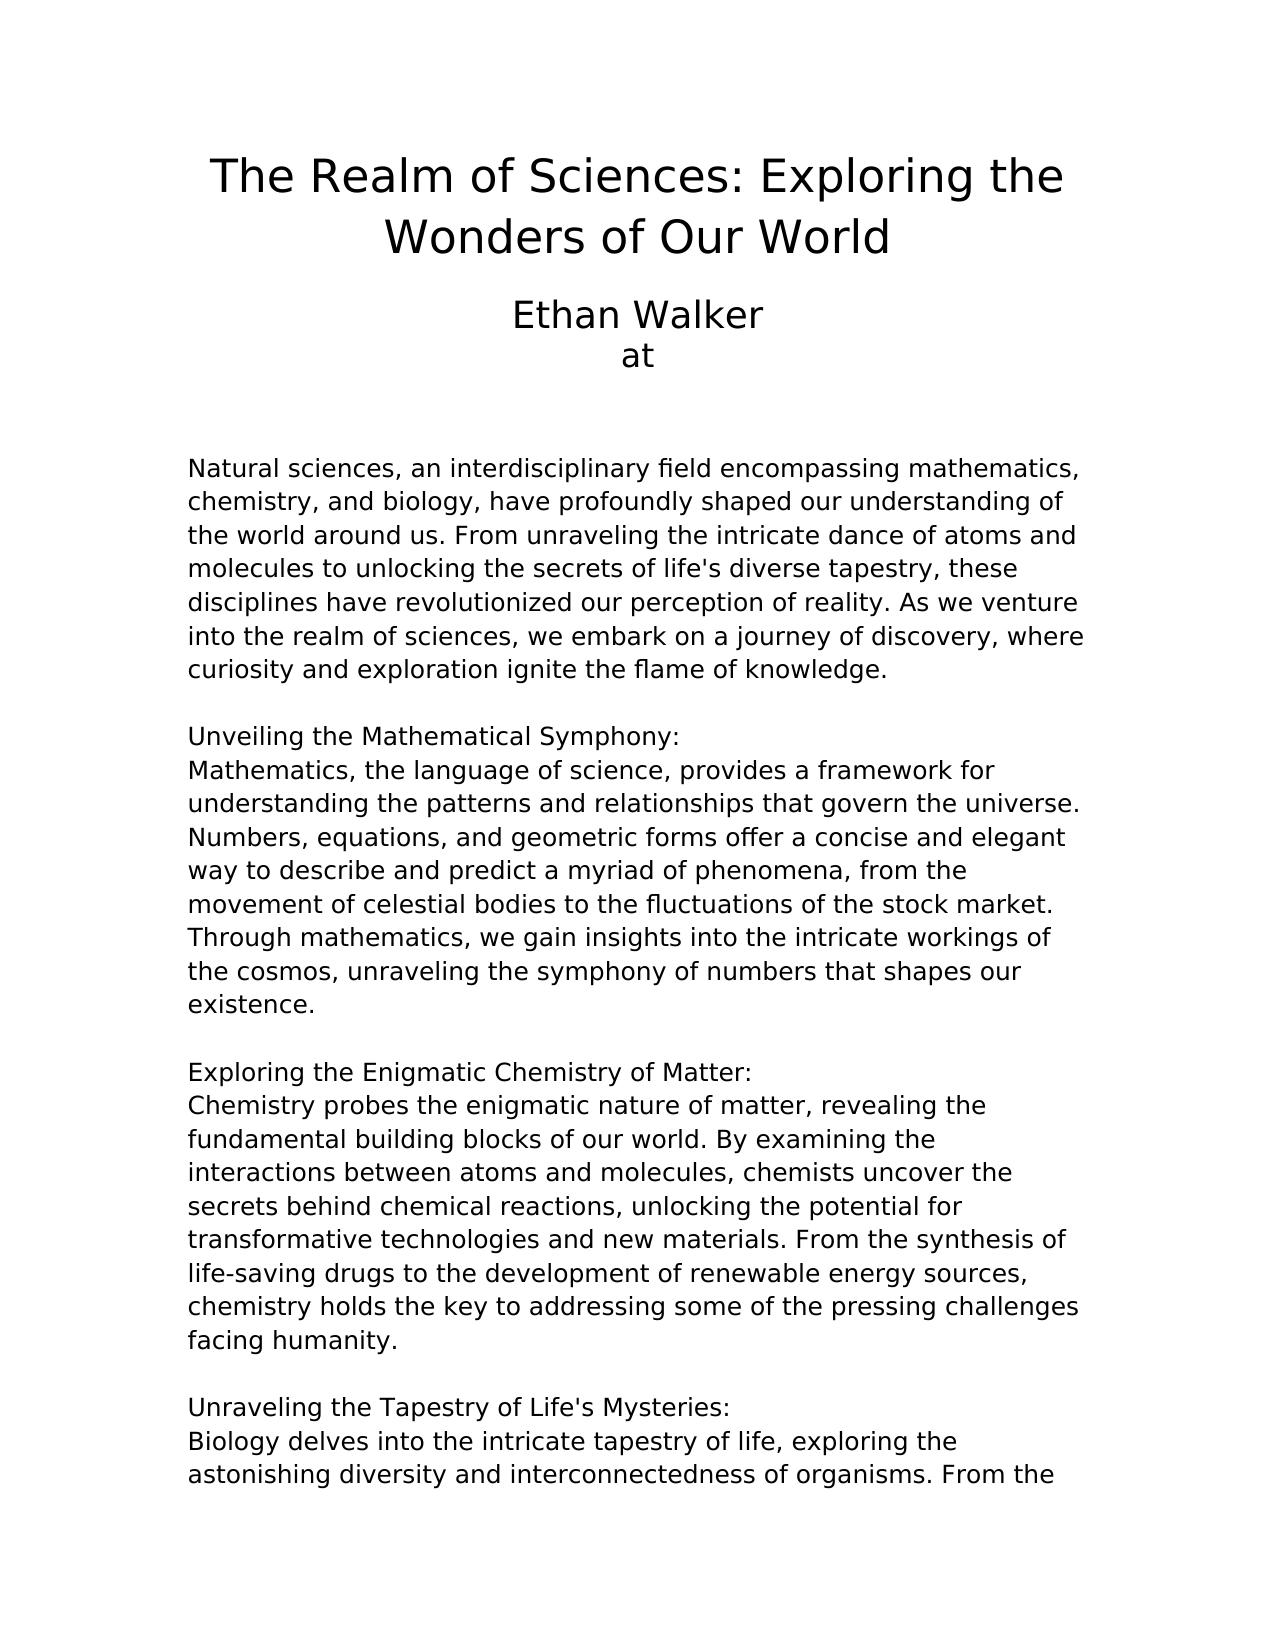 The Realm of Sciences: Exploring the
Wonders of Our World
Ethan Walker
at
Natural sciences, an interdisciplinary field encompassing mathematics,
chemistry, and biology, have profoundly shaped our understanding of
the world around us. From unraveling the intricate dance of atoms and
molecules to unlocking the secrets of life's diverse tapestry, these
disciplines have revolutionized our perception of reality. As we venture
into the realm of sciences, we embark on a journey of discovery, where
curiosity and exploration ignite the flame of knowledge.
Unveiling the Mathematical Symphony:
Mathematics, the language of science, provides a framework for
understanding the patterns and relationships that govern the universe.
Numbers, equations, and geometric forms offer a concise and elegant
way to describe and predict a myriad of phenomena, from the
movement of celestial bodies to the fluctuations of the stock market.
Through mathematics, we gain insights into the intricate workings of
the cosmos, unraveling the symphony of numbers that shapes our
existence.
Exploring the Enigmatic Chemistry of Matter:
Chemistry probes the enigmatic nature of matter, revealing the
fundamental building blocks of our world. By examining the
interactions between atoms and molecules, chemists uncover the
secrets behind chemical reactions, unlocking the potential for
transformative technologies and new materials. From the synthesis of
life-saving drugs to the development of renewable energy sources,
chemistry holds the key to addressing some of the pressing challenges
facing humanity.
Unraveling the Tapestry of Life's Mysteries:
Biology delves into the intricate tapestry of life, exploring the
astonishing diversity and interconnectedness of organisms. From the